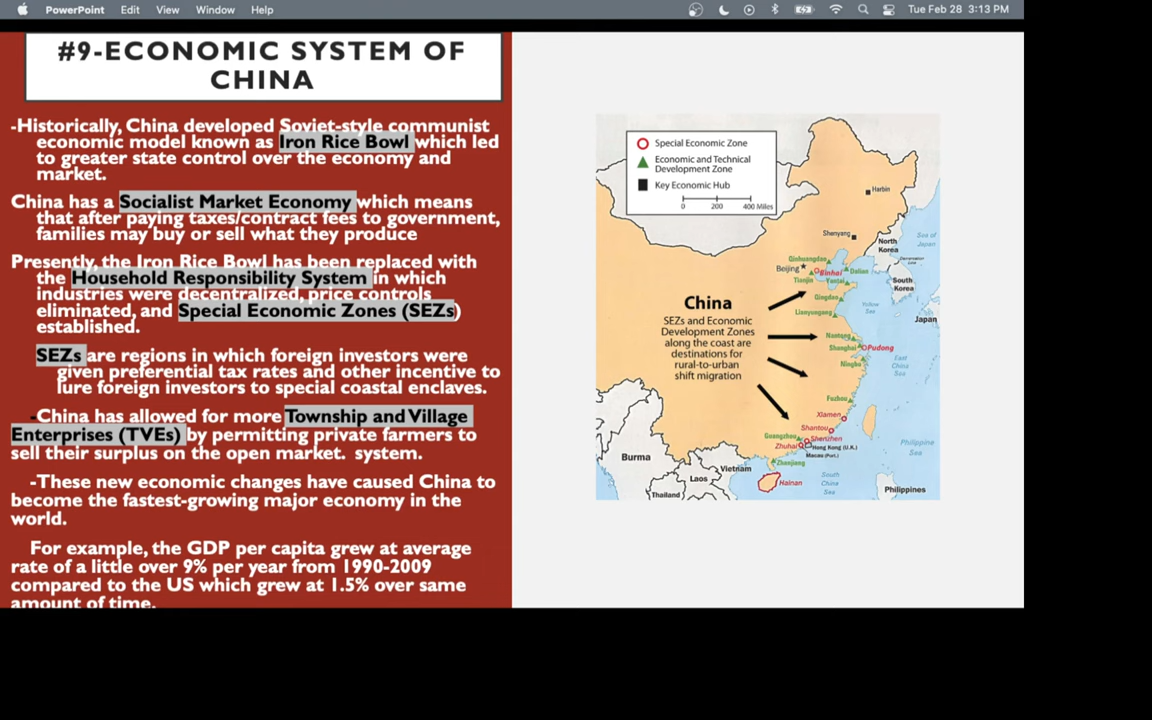 PowerPoint Edit View Window Help Tue Feb 28 3:13 PM
#9-ECONOMIC SYSTEM OF
CHINA
-Historically, China developed Soviet-style communist
economic model known as Iron Rice Bowl which led
to greater state control over the economy and
market.
China has a Socialist Market Economy which means
that after paying taxes/contract fees to government,
families may buy or sell what they produce
Presently, the Iron Rice Bowl has been replaced with
the Household Responsibility System in which
industries were decentralized, price controls
eliminated, and Special Economic Zones (SEZs)
established.
SEZs are regions in which foreign investors were
given preferential tax rates and other incentive to
lure foreign investors to special coastal enclaves.
-China has allowed for more Township and Village
Enterprises (TVEs) by permitting private farmers to
sell their surplus on the open market. system.
-These new economic changes have caused China to
become the fastest-growing major economy in the
world.
For example, the GDP per capita grew at average
rate of a little over 9% per year from 1990-2009
compared to the US which grew at 1.5% over same
amount of time.
Special Economic Zone
Economic and Technical
Development Zone
Key Economic Hub
0 200 400 Miles
Harbin
Shenyang
North
Korea
Sea of
Japan
Qinhuangdao
Beijing
Binhai
Dalian
Tianjin
Yantai
South
Korea
Qingdao
Yellow
Sea
Lianyungang
Japan
China
SEZs and Economic
Development Zones
along the coast are
destinations for
rural-to-urban
shift migration
Nantong
Shanghai
Pudong
Ningbo
East
China
Sea
Fuzhou
Xiamen
Shantou
Guangzhou
Shenzhen
Zhuhai
Hong Kong (U.K.)
Macau (Port.)
Philippine
Sea
Burma
Vietnam
Zhanjiang
Laos
Hainan
South
China
Sea
Thailand
Philippines